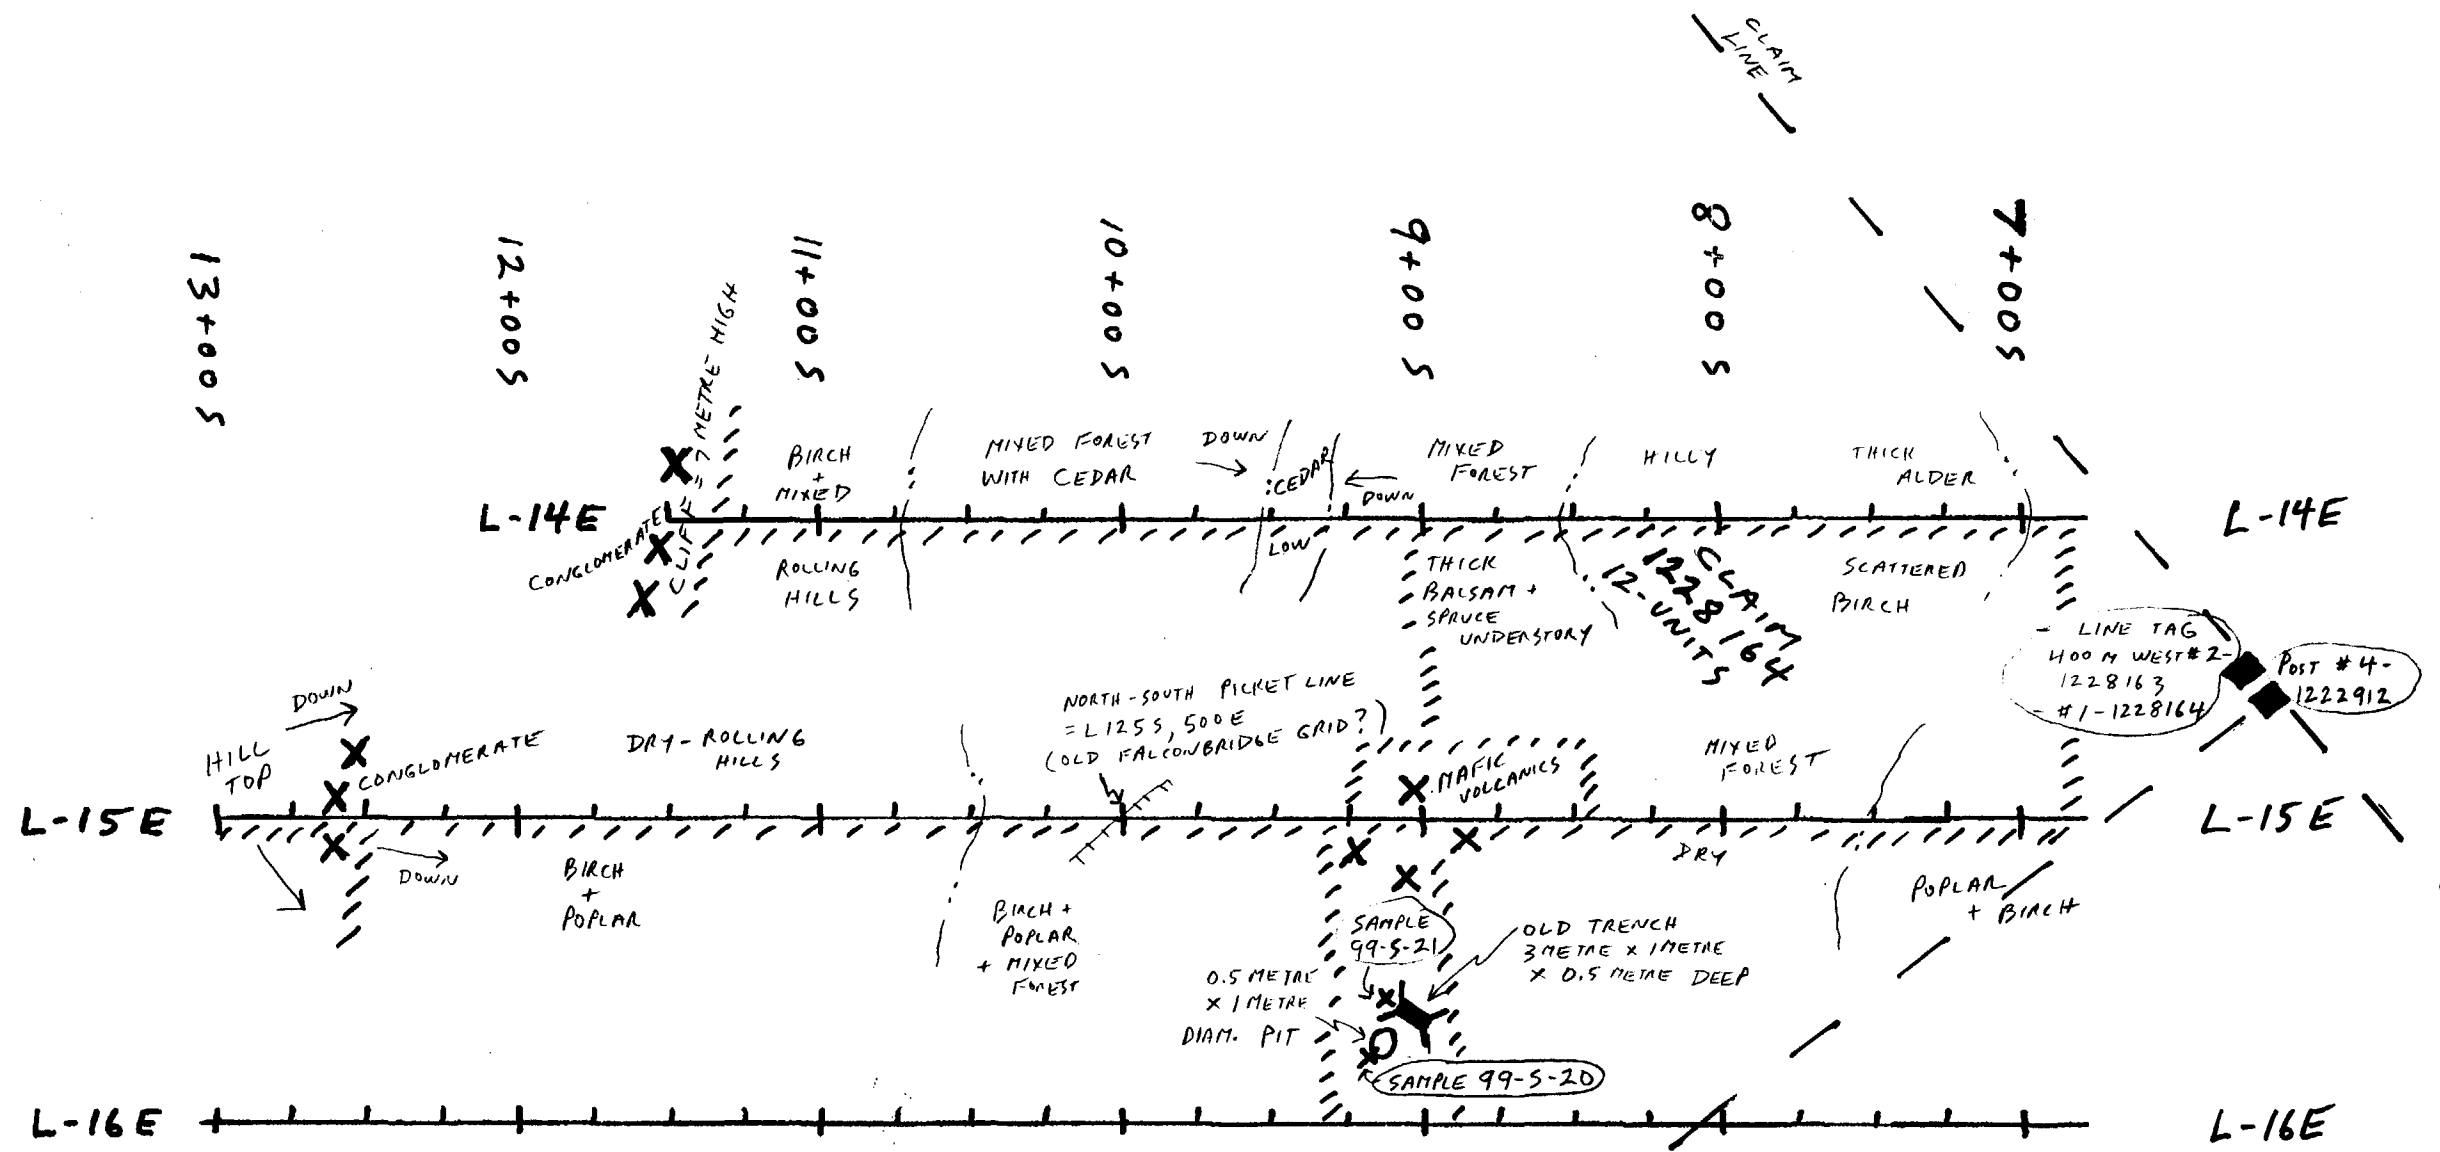 CLAIM
LINE
13+00S
12+00S
11+00S
10+00S
9+00S
8+00S
7+00S
CLIFF = 7 METRE HIGH
BIRCH
+
MIXED
MIXED FOREST
WITH CEDAR
DOWN
CEDAR
DOWN
MIXED
FOREST
HILLY
THICK
ALDER
L-14E
L-14E
CONGLOMERATE
ROLLING
HILLS
LOW
THICK
BALSAM +
SPRUCE
UNDERSTORY
CLAIM
1228164
12-UNITS
SCATTERED
BIRCH
- LINE TAG
400 M WEST #2-
1228163
- #1-1228164
POST #4-
1222912
DOWN
HILL
TOP
CONGLOMERATE
DRY-ROLLING
HILLS
NORTH-SOUTH PICKET LINE
= L125S, 500E
(OLD FALCONBRIDGE GRID?)
MAFIC
VOLCANICS
MIXED
FOREST
L-15E
L-15E
DOWN
BIRCH
+
POPLAR
BIRCH +
POPLAR
+ MIXED
FOREST
DRY
POPLAR
+ BIRCH
SAMPLE
99-S-21
OLD TRENCH
3 METRE x 1 METRE
x 0.5 METRE DEEP
0.5 METRE
x 1 METRE
DIAM. PIT
SAMPLE 99-S-20
L-16E
L-16E